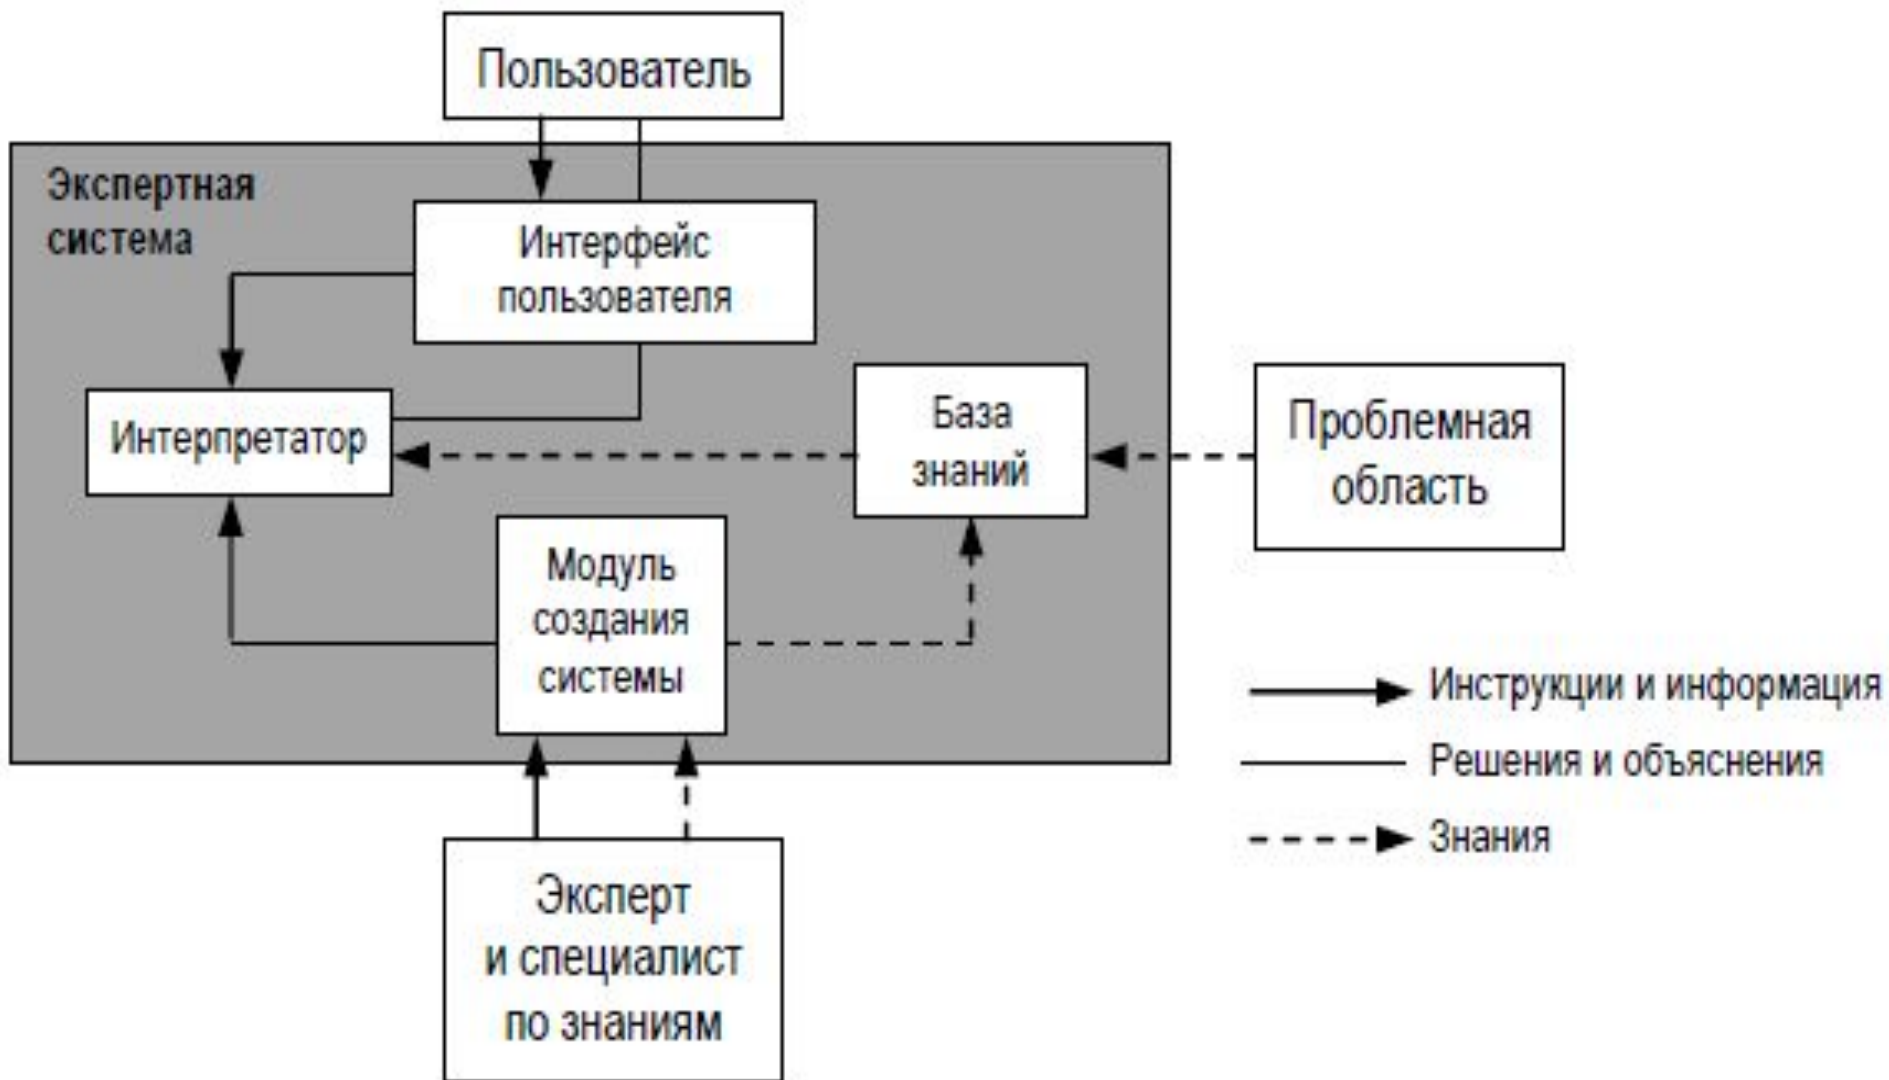 Пользователь
Экспертная
система
Интерфейс
пользователя
Интерпретатор
База
знаний
Проблемная
область
Модуль
создания
системы
Инструкции и информация
Решения и объяснения
Знания
Эксперт
и специалист
по знаниям